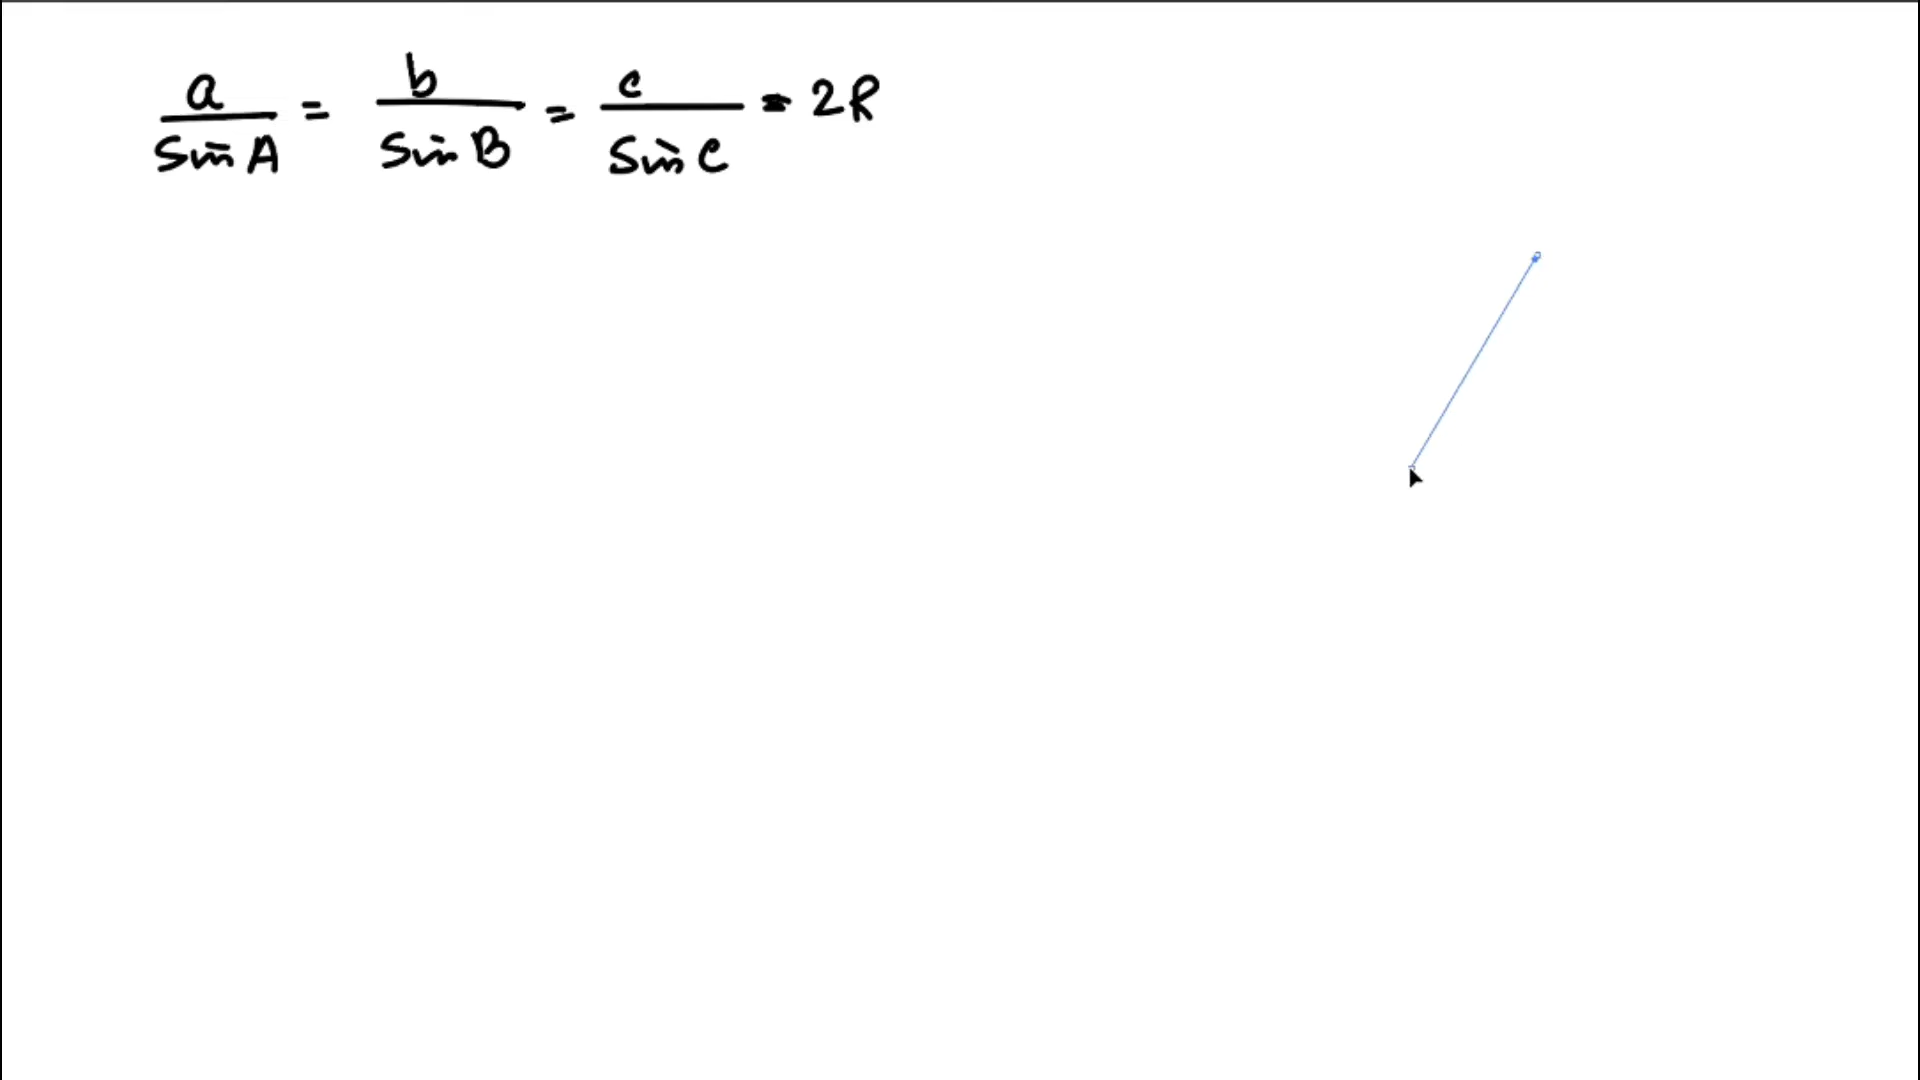 a/Sin A = b/Sin B = c/Sin C = 2R